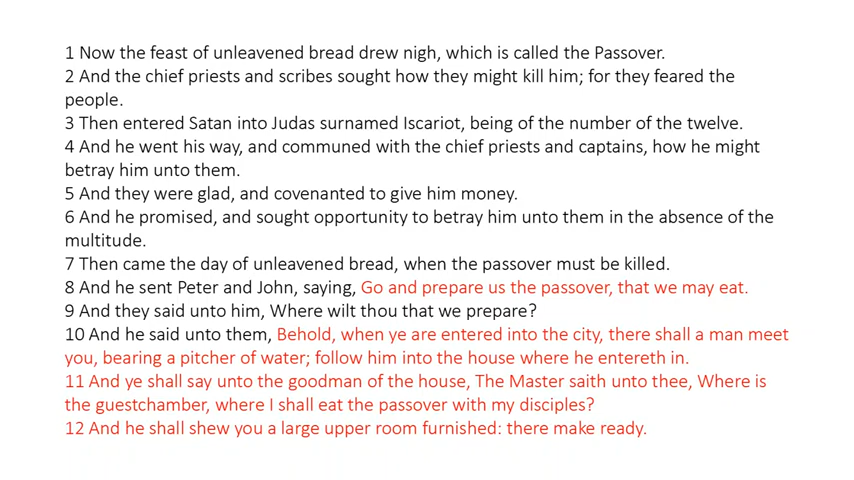 1 Now the feast of unleavened bread drew nigh, which is called the Passover.
2 And the chief priests and scribes sought how they might kill him; for they feared the
people.
3 Then entered Satan into Judas surnamed Iscariot, being of the number of the twelve.
4 And he went his way, and communed with the chief priests and captains, how he might
betray him unto them.
5 And they were glad, and covenanted to give him money.
6 And he promised, and sought opportunity to betray him unto them in the absence of the
multitude.
7 Then came the day of unleavened bread, when the passover must be killed.
8 And he sent Peter and John, saying, Go and prepare us the passover, that we may eat.
9 And they said unto him, Where wilt thou that we prepare?
10 And he said unto them, Behold, when ye are entered into the city, there shall a man meet
you, bearing a pitcher of water; follow him into the house where he entereth in.
11 And ye shall say unto the goodman of the house, The Master saith unto thee, Where is
the guestchamber, where I shall eat the passover with my disciples?
12 And he shall shew you a large upper room furnished: there make ready.